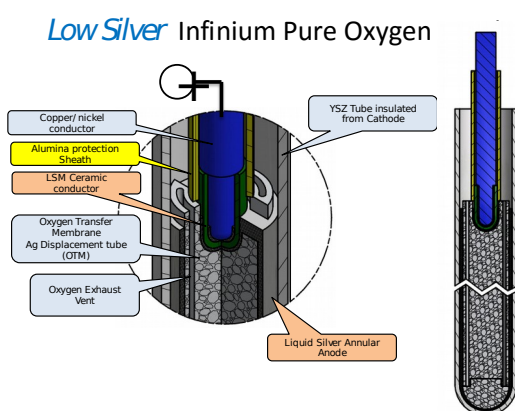 Low Silver Infinium Pure Oxygen
Copper/ nickel
conductor
Alumina protection
Sheath
LSM Ceramic
conductor
Oxygen Transfer
Membrane
Ag Displacement tube
(OTM)
Oxygen Exhaust
Vent
YSZ Tube insulated
from Cathode
Liquid Silver Annular
Anode